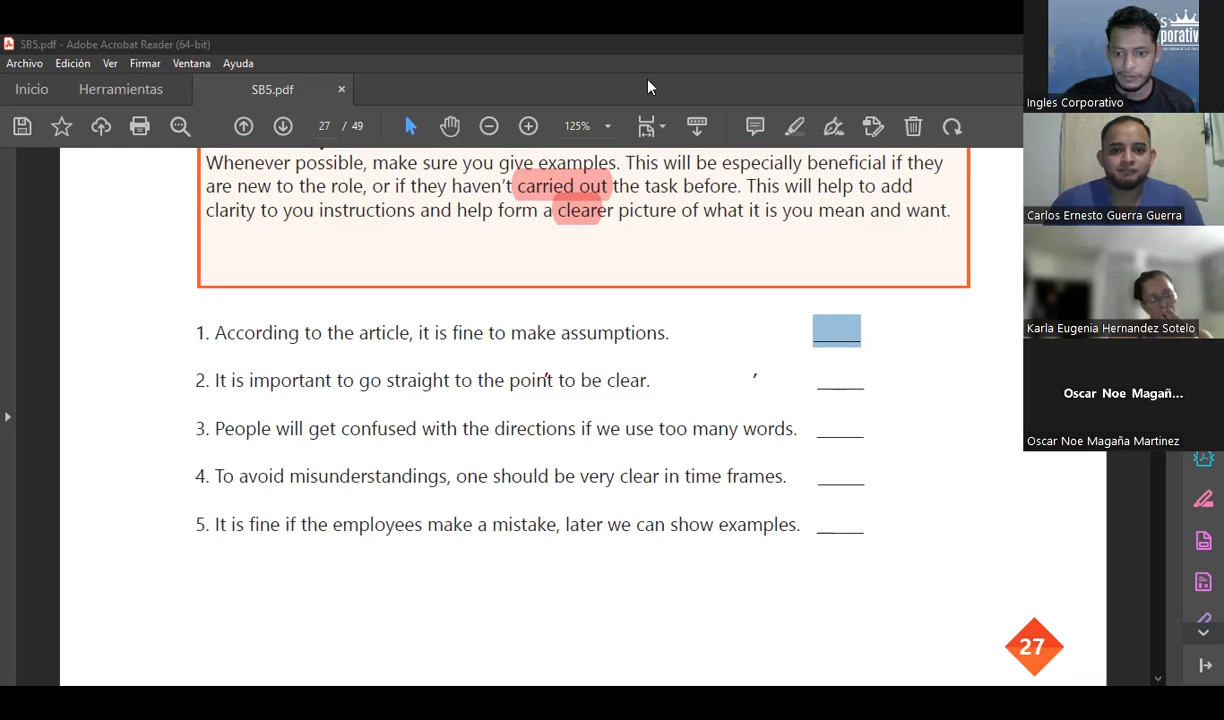 SB5.pdf - Adobe Acrobat Reader (64-bit)
Archivo Edición Ver Firmar Ventana Ayuda
Inicio Herramientas SB5.pdf ×
27 / 49 125%
Whenever possible, make sure you give examples. This will be especially beneficial if they
are new to the role, or if they haven't carried out the task before. This will help to add
clarity to you instructions and help form a clearer picture of what it is you mean and want.
1. According to the article, it is fine to make assumptions. _____
2. It is important to go straight to the point to be clear. _____
3. People will get confused with the directions if we use too many words. _____
4. To avoid misunderstandings, one should be very clear in time frames. _____
5. It is fine if the employees make a mistake, later we can show examples. _____
27
Ingles Corporativo
Carlos Ernesto Guerra Guerra
Karla Eugenia Hernandez Sotelo
Oscar Noe Magañ...
Oscar Noe Magaña Martinez